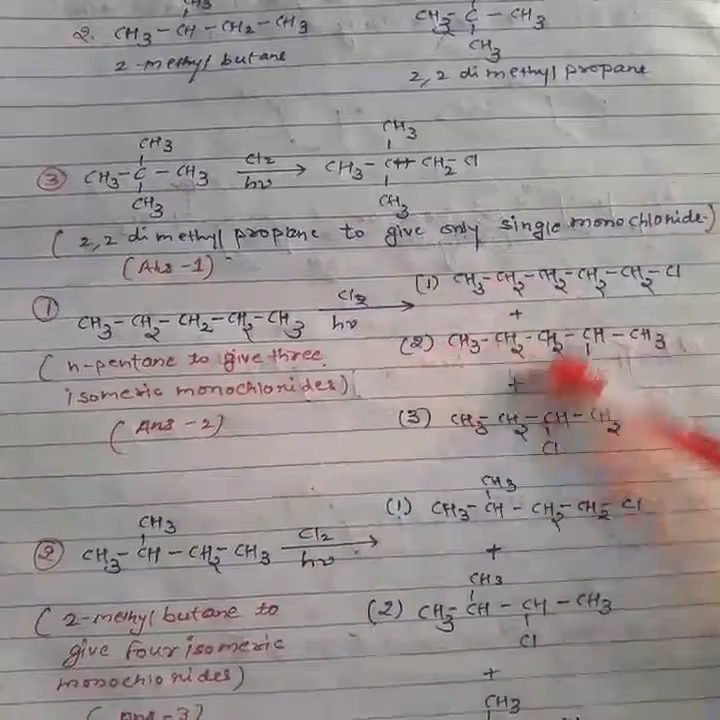 CH3
2. CH3-CH-CH2-CH3
2-methyl butane
CH3-C-CH3
CH3
2,2 dimethyl propane
CH3
③ CH3-C-CH3 Cl2 hν → CH3-CH-CH2-Cl
CH3
CH3
CH3
( 2,2 dimethyl propane to give only single monochloride.)
(Ans-1)
① CH3-CH2-CH2-CH2-CH3 Cl2 hν →
(1) CH3-CH2-CH2-CH2-CH2-Cl
+
(2) CH3-CH2-CH2-CH-CH3
+
(3) CH3-CH2-CH-CH2
Cl
( n-pentane to give three
isomeric monochlorides)
( Ans-2)
CH3
② CH3-CH-CH2-CH3 Cl2 hν →
CH3
(1) CH3-CH-CH2-CH2 Cl
+
CH3
(2) CH3-CH-CH-CH3
Cl
+
CH3
( 2-methyl butane to
give four isomeric
monochlorides)
( Ans-3)